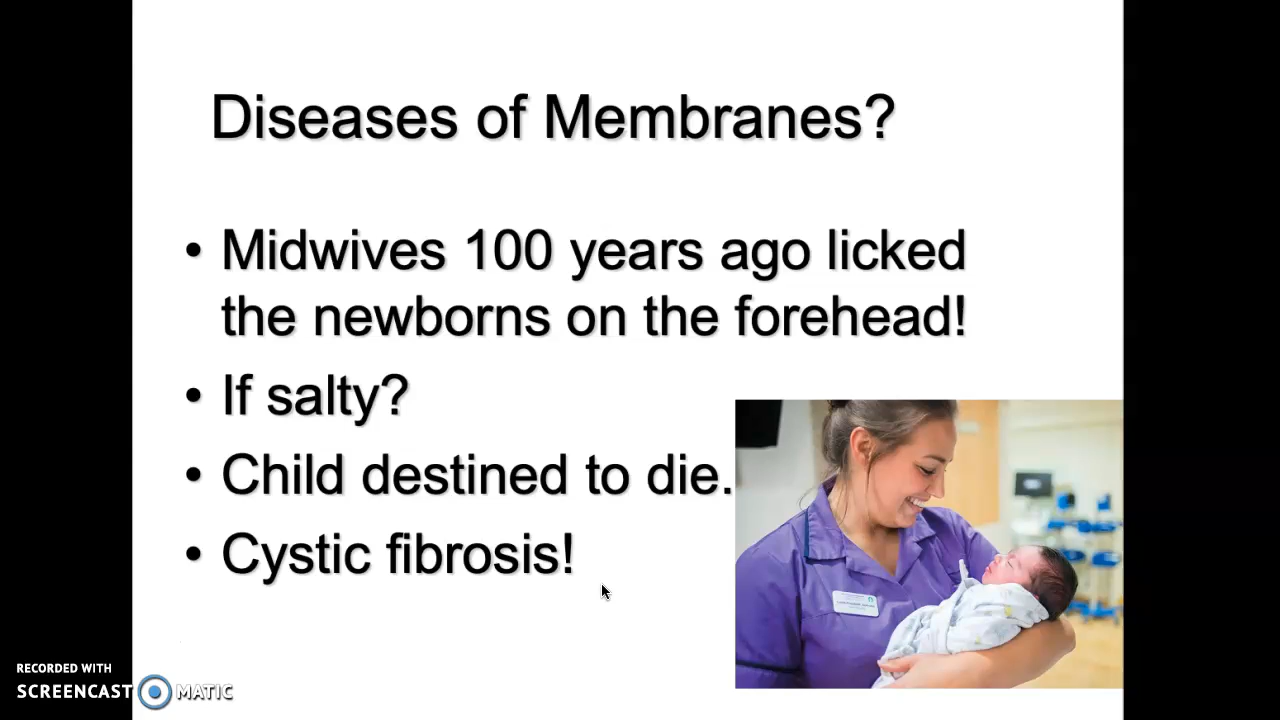 Diseases of Membranes?
• Midwives 100 years ago licked
the newborns on the forehead!
• If salty?
• Child destined to die.
• Cystic fibrosis!
RECORDED WITH
SCREENCAST MATIC